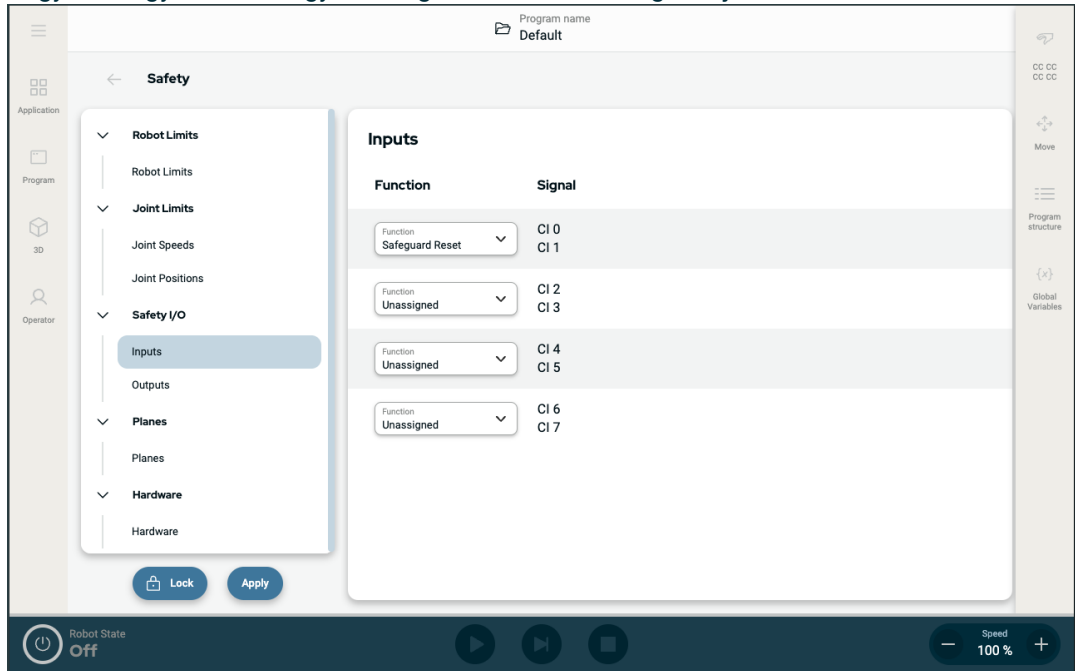 Program name
Default
Application
Program
3D
Operator
Safety
Robot Limits
Robot Limits
Joint Limits
Joint Speeds
Joint Positions
Safety I/O
Inputs
Outputs
Planes
Planes
Hardware
Hardware
Lock
Apply
Inputs
Function
Signal
Function
Safeguard Reset
CI 0
CI 1
Function
Unassigned
CI 2
CI 3
Function
Unassigned
CI 4
CI 5
Function
Unassigned
CI 6
CI 7
CC CC
CC CC
Move
Program
structure
{x}
Global
Variables
Robot State
Off
Speed
100 %